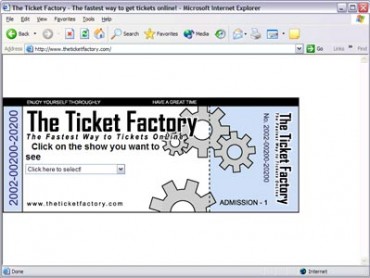 The Ticket Factory - The fastest way to get tickets online! - Microsoft Internet Explorer
File Edit View Favorites Tools Help
Back Search Favorites Media
Address http://www.theticketfactory.com/ Go Links
ENJOY YOURSELF THOROUGHLY HAVE A GREAT TIME
2002-00200-20200
The Ticket Factory
The Fastest Way to Tickets Online
Click on the show you want to
see
Click here to select!
www.theticketfactory.com
ADMISSION - 1
No. 2002-00200-20200
The Ticket Factory
The Fastest Way to Tickets Online
Done Internet